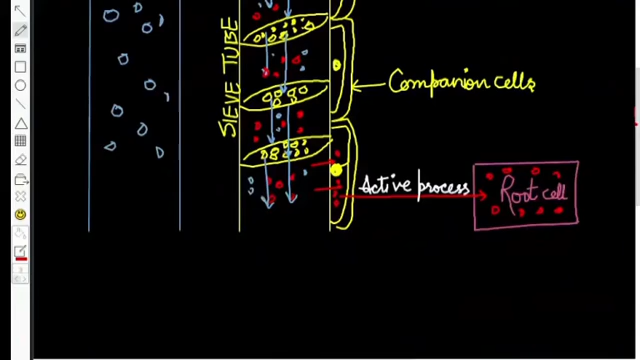 SIEVE TUBE
Companion cells
Active process
Root cell